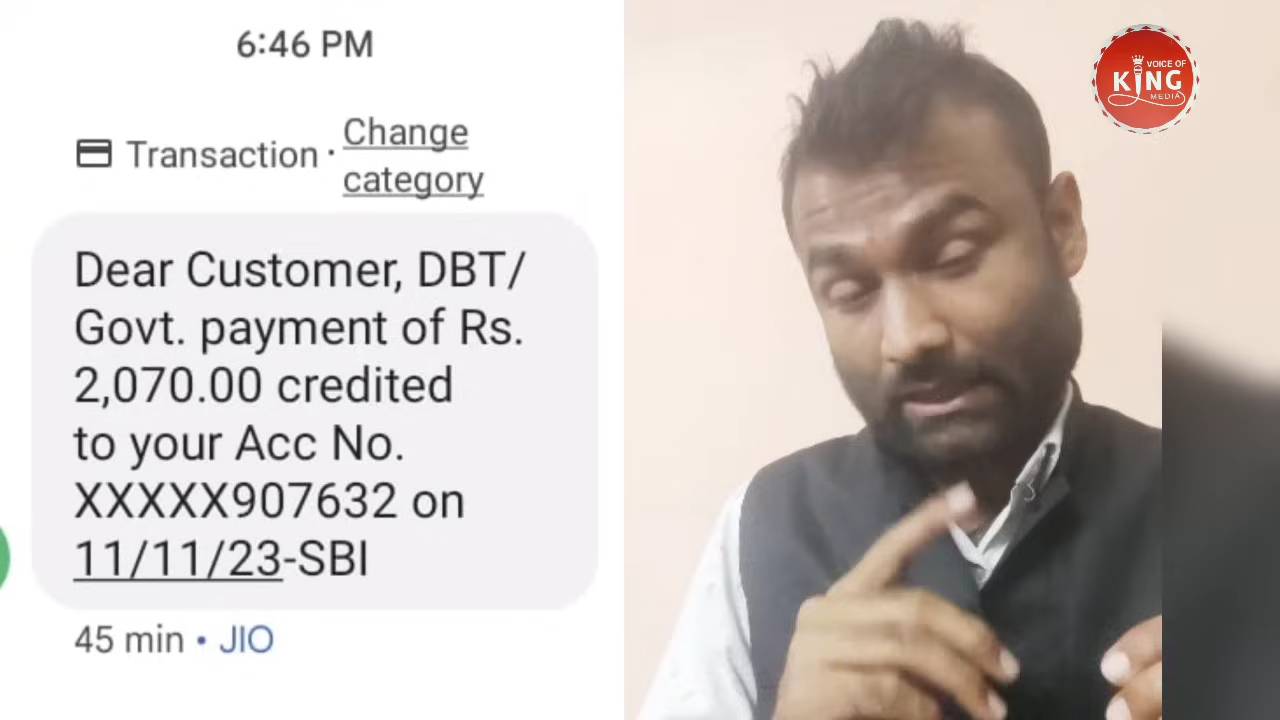 6:46 PM
Transaction · Change
category
Dear Customer, DBT/
Govt. payment of Rs.
2,070.00 credited
to your Acc No.
XXXXX907632 on
11/11/23-SBI
45 min • JIO
VOICE OF
KING
MEDIA